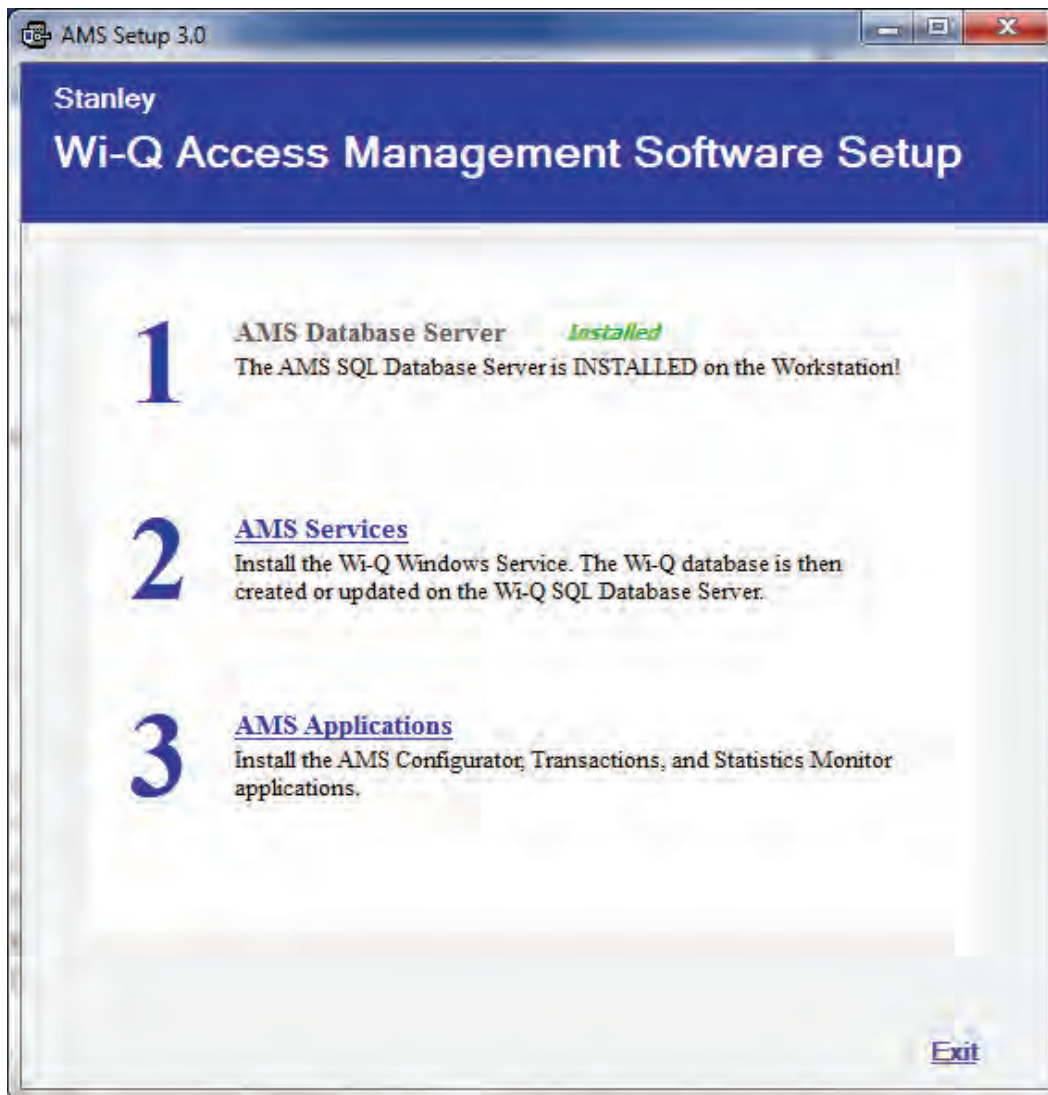 AMS Setup 3.0
Stanley
Wi-Q Access Management Software Setup
1
AMS Database Server Installed
The AMS SQL Database Server is INSTALLED on the Workstation!
2
AMS Services
Install the Wi-Q Windows Service. The Wi-Q database is then
created or updated on the Wi-Q SQL Database Server.
3
AMS Applications
Install the AMS Configurator, Transactions, and Statistics Monitor
applications.
Exit